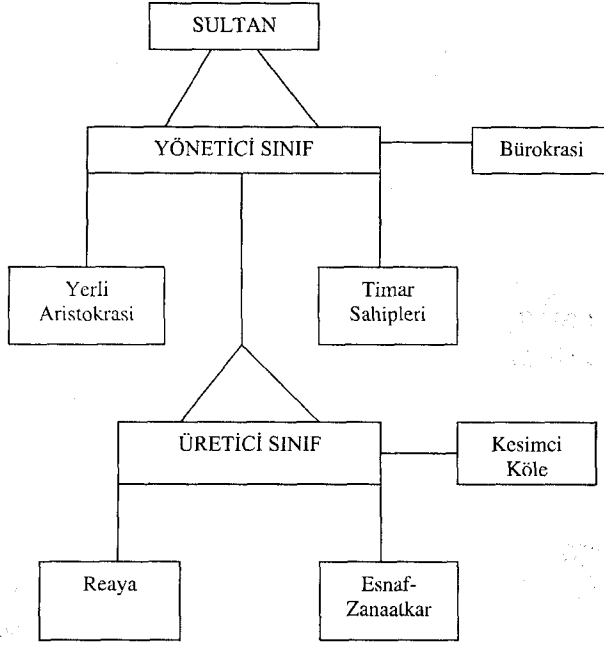 SULTAN
YÖNETİCİ SINIF
Bürokrasi
Yerli
Aristokrasi
Timar
Sahipleri
ÜRETİCİ SINIF
Kesimci
Köle
Reaya
Esnaf-
Zanaatkar